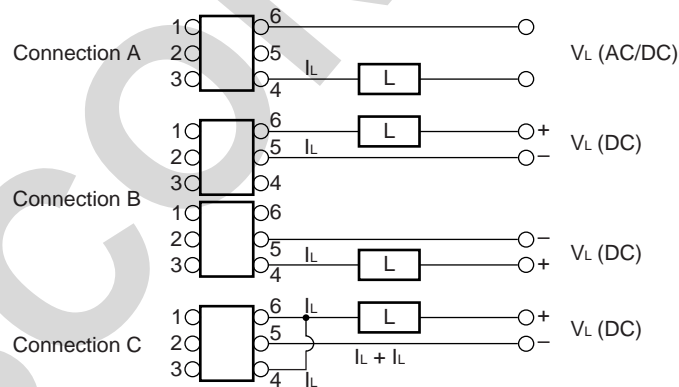 Connection A
1
2
3
6
5
4
IL
L
VL (AC/DC)
Connection B
1
2
3
6
5
4
IL
L
+
–
VL (DC)
1
2
3
6
5
4
IL
L
–
+
VL (DC)
Connection C
1
2
3
6
5
4
IL
L
IL + IL
IL
+
–
VL (DC)